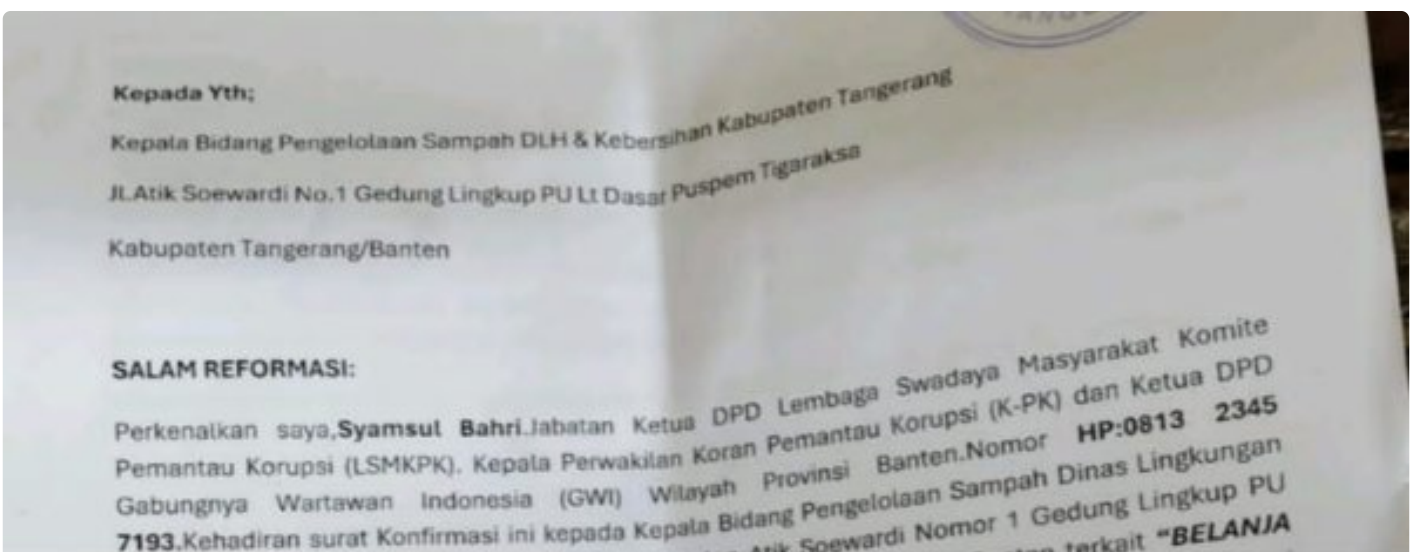 Kepada Yth;
Kepala Bidang Pengelolaan Sampah DLH & Kebersihan Kabupaten Tangerang
Jl.Atik Soewardi No.1 Gedung Lingkup PU Lt Dasar Puspem Tigaraksa
Kabupaten Tangerang/Banten
SALAM REFORMASI:
Perkenalkan saya,Syamsul Bahri.Jabatan Ketua DPD Lembaga Swadaya Masyarakat Komite
Pemantau Korupsi (LSMKPK). Kepala Perwakilan Koran Pemantau Korupsi (K-PK) dan Ketua DPD
Gabungnya Wartawan Indonesia (GWI) Wilayah Provinsi Banten.Nomor HP:0813 2345
7193.Kehadiran surat Konfirmasi ini kepada Kepala Bidang Pengelolaan Sampah Dinas Lingkungan
Atik Soewardi Nomor 1 Gedung Lingkup PU
terkait "BELANJA